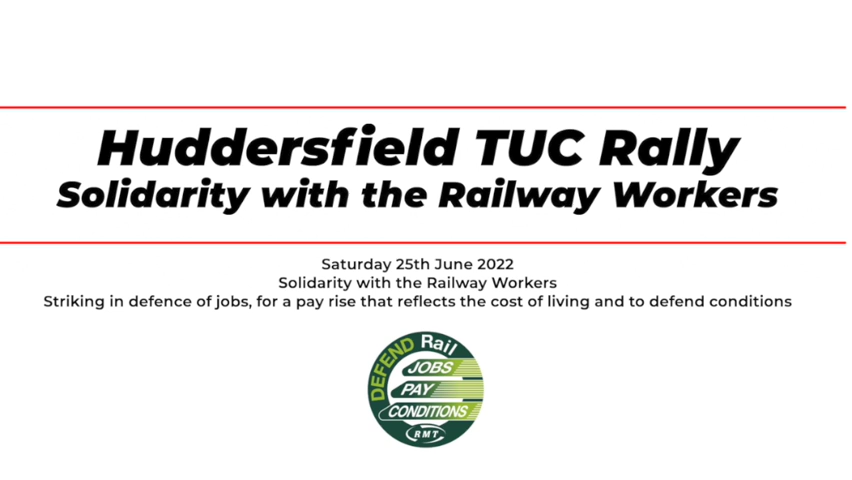 Huddersfield TUC Rally
Solidarity with the Railway Workers
Saturday 25th June 2022
Solidarity with the Railway Workers
Striking in defence of jobs, for a pay rise that reflects the cost of living and to defend conditions
DEFEND Rail
JOBS
PAY
CONDITIONS
RMT